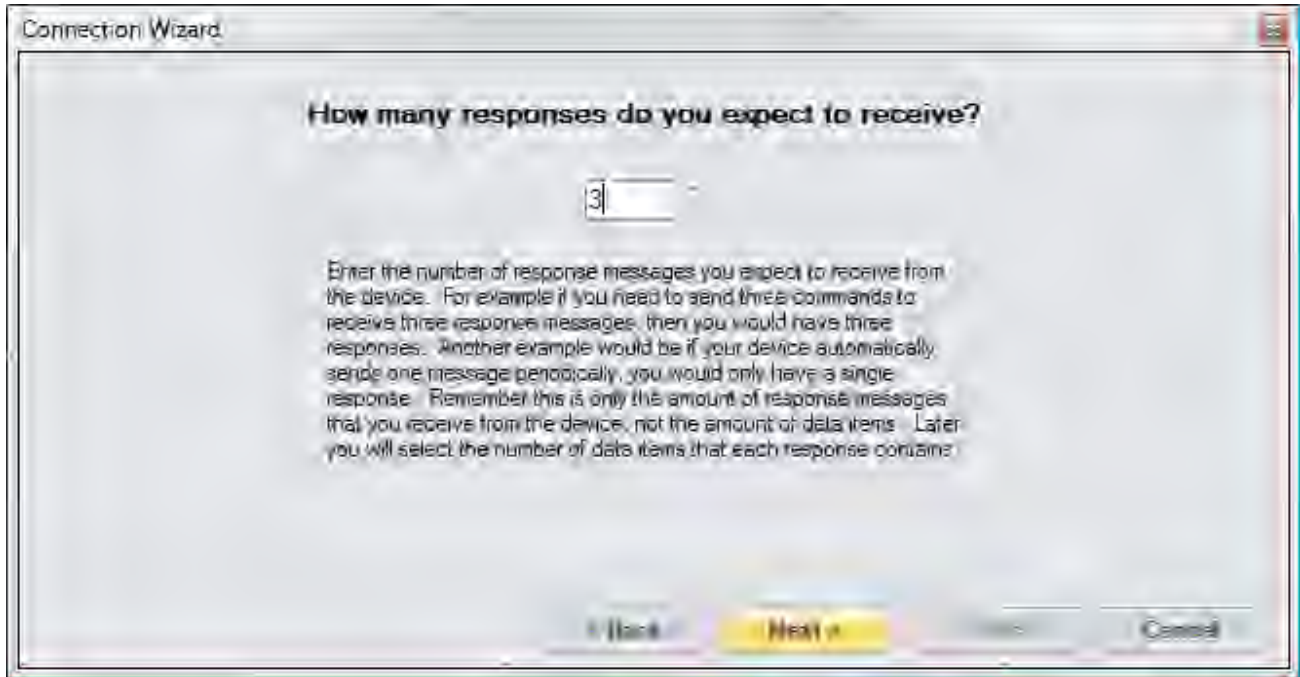 Connection Wizard
How many responses do you expect to receive?
3
Enter the number of response messages you expect to receive from
the device. For example if you need to send three commands to
receive three response messages, then you would have three
responses. Another example would be if your device automatically
sends one message periodically, you would only have a single
response. Remember this is only the amount of response messages
that you receive from the device, not the amount of data items. Later
you will select the number of data items that each response contains.
< Back Next > Cancel